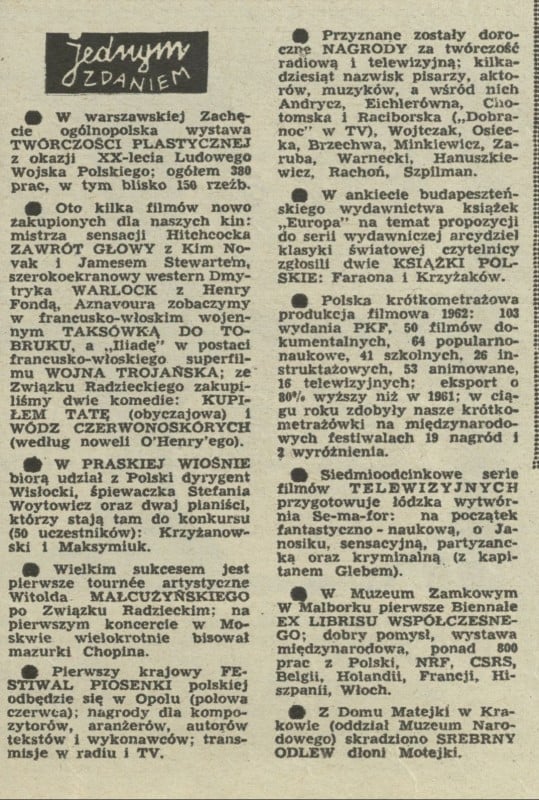 jednym
ZDANIEM
● W warszawskiej Zachę-
cie ogólnopolska wystawa
TWÓRCZOŚCI PLASTYCZNEJ
z okazji XX-lecia Ludowego
Wojska Polskiego; ogółem 380
prac, w tym blisko 150 rzeźb.
● Oto kilka filmów nowo
zakupionych dla naszych kin:
mistrza sensacji Hitchcocka
ZAWRÓT GŁOWY z Kim No-
vak i Jamesem Stewartem,
szerokoekranowy western Dmy-
tryka WARLOCK z Henry
Fondą, Aznavoura zobaczymy
w francusko-włoskim wojen-
nym TAKSÓWKĄ DO TO-
BRUKU, a „Iliadę" w postaci
francusko-włoskiego superfil-
mu WOJNA TROJAŃSKA; ze
Związku Radzieckiego zakupi-
liśmy dwie komedie: KUPI-
ŁEM TATĘ (obyczajowa) i
WÓDZ CZERWONOSKÓRYCH
(według noweli O'Henry'ego).
● W PRASKIEJ WIOŚNIE
biorą udział z Polski dyrygent
Wisłocki, śpiewaczka Stefania
Woytowicz oraz dwaj pianiści,
którzy stają tam do konkursu
(50 uczestników): Krzyżanow-
ski i Maksymiuk.
● Wielkim sukcesem jest
pierwsze tournée artystyczne
Witolda MAŁCUŻYŃSKIEGO
po Związku Radzieckim; na
pierwszym koncercie w Mo-
skwie wielokrotnie bisował
mazurki Chopina.
● Pierwszy krajowy FE-
STIWAL PIOSENKI polskiej
odbędzie się w Opolu (połowa
czerwca); nagrody dla kompo-
zytorów, aranżerów, autorów
tekstów i wykonawców; trans-
misje w radiu i TV.
● Przyznane zostały doro-
czne NAGRODY za twórczość
radiową i telewizyjną; kilka-
dziesiąt nazwisk pisarzy, akto-
rów, muzyków, a wśród nich
Andrycz, Eichlerówna, Cho-
tomska i Raciborska („Dobra-
noc" w TV), Wojtczak, Osiec-
ka, Brzechwa, Minkiewicz, Za-
ruba, Warnecki, Hanuszkie-
wicz, Rachoń, Szpilman.
● W ankiecie budapeszteń-
skiego wydawnictwa książek
„Europa" na temat propozycji
do serii wydawniczej arcydzieł
klasyki światowej czytelnicy
zgłosili dwie KSIĄŻKI POL-
SKIE: Faraona i Krzyżaków.
● Polska krótkometrażowa
produkcja filmowa 1962: 103
wydania PKF, 50 filmów do-
kumentalnych, 64 popularno-
naukowe, 41 szkolnych, 26 in-
struktażowych, 53 animowane,
16 telewizyjnych; eksport o
80% wyższy niż w 1961; w cią-
gu roku zdobyły nasze krótko-
metrażówki na międzynarodo-
wych festiwalach 19 nagród i
2 wyróżnienia.
● Siedmioodcinkowe serie
filmów TELEWIZYJNYCH
przygotowuje łódzka wytwór-
nia Se-ma-for: na początek
fantastyczno-naukową, o Ja-
nosiku, sensacyjną, partyzanc-
ką oraz kryminalną (z kapi-
tanem Glebem).
● W Muzeum Zamkowym
W Malborku pierwsze Biennale
EX LIBRISU WSPÓŁCZESNE-
GO; dobry pomysł, wystawa
międzynarodowa, ponad 800
prac z Polski, NRF, CSRS,
Belgii, Holandii, Francji, Hi-
szpanii, Włoch.
● Z Domu Matejki w Kra-
kowie (oddział Muzeum Naro-
dowego) skradziono SREBRNY
ODLEW dłoni Motejki.